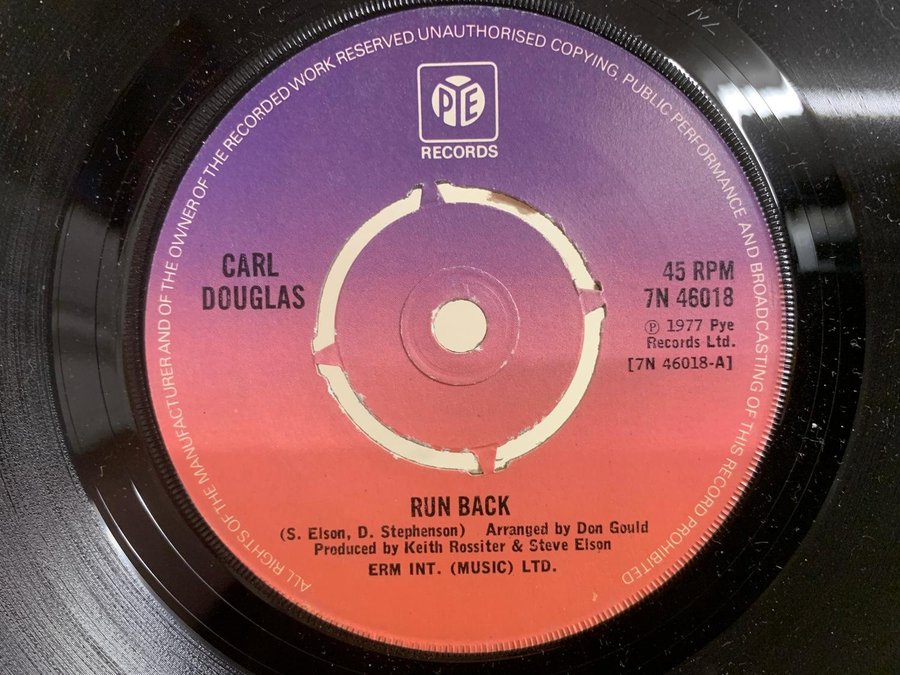 ALL RIGHTS OF THE MANUFACTURER AND OF THE OWNER OF THE RECORDED WORK RESERVED. UNAUTHORISED COPYING, PUBLIC PERFORMANCE AND BROADCASTING OF THIS RECORD PROHIBITED
PYE
RECORDS
CARL
DOUGLAS
45 RPM
7N 46018
℗ 1977 Pye
Records Ltd.
[7N 46018-A]
RUN BACK
(S. Elson, D. Stephenson) Arranged by Don Gould
Produced by Keith Rossiter & Steve Elson
ERM INT. (MUSIC) LTD.